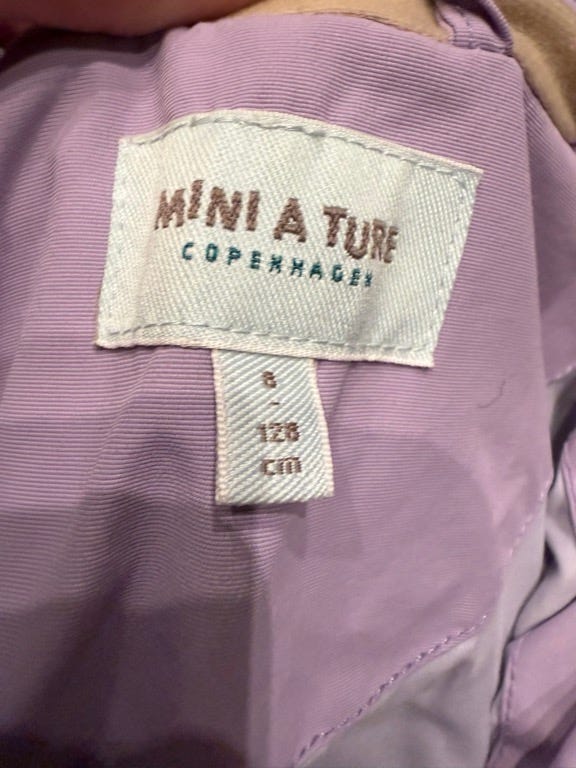 MINI A TURE
COPENHAGEN
8
-
128
cm